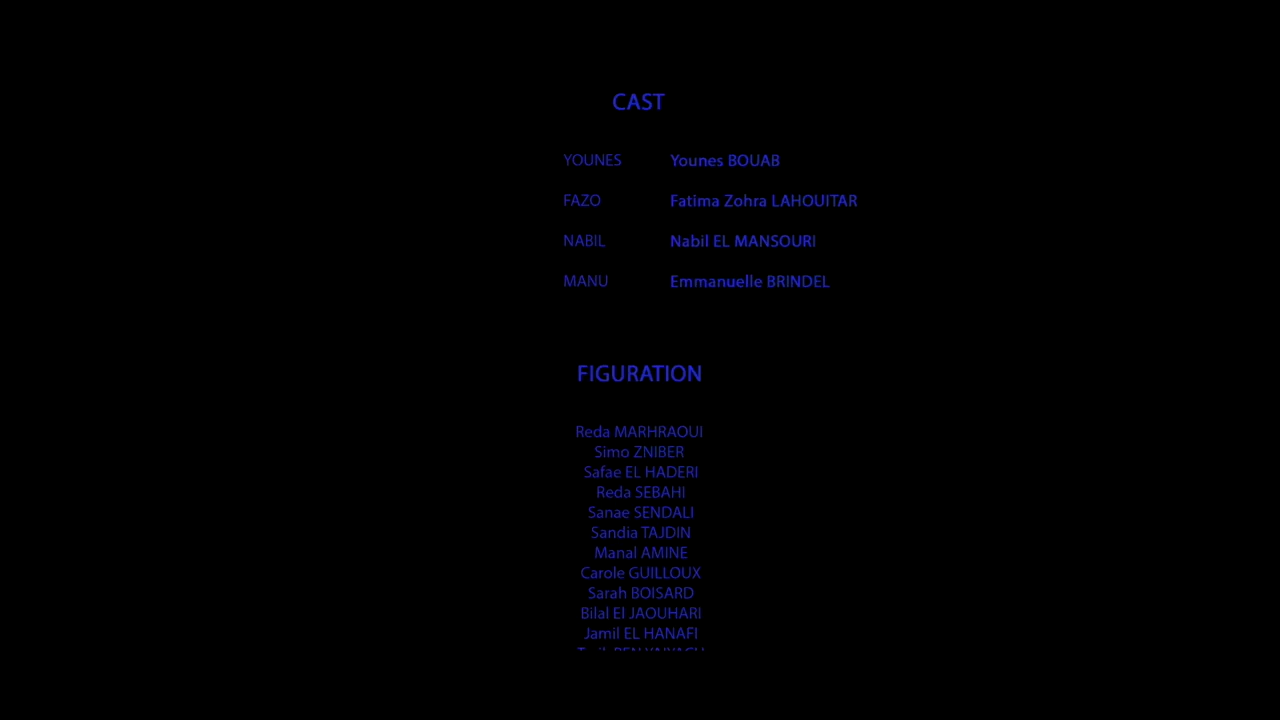 CAST
YOUNES Younes BOUAB
FAZO Fatima Zohra LAHOUITAR
NABIL Nabil EL MANSOURI
MANU Emmanuelle BRINDEL
FIGURATION
Reda MARHRAOUI
Simo ZNIBER
Safae EL HADERI
Reda SEBAHI
Sanae SENDALI
Sandia TAJDIN
Manal AMINE
Carole GUILLOUX
Sarah BOISARD
Bilal El JAOUHARI
Jamil EL HANAFI